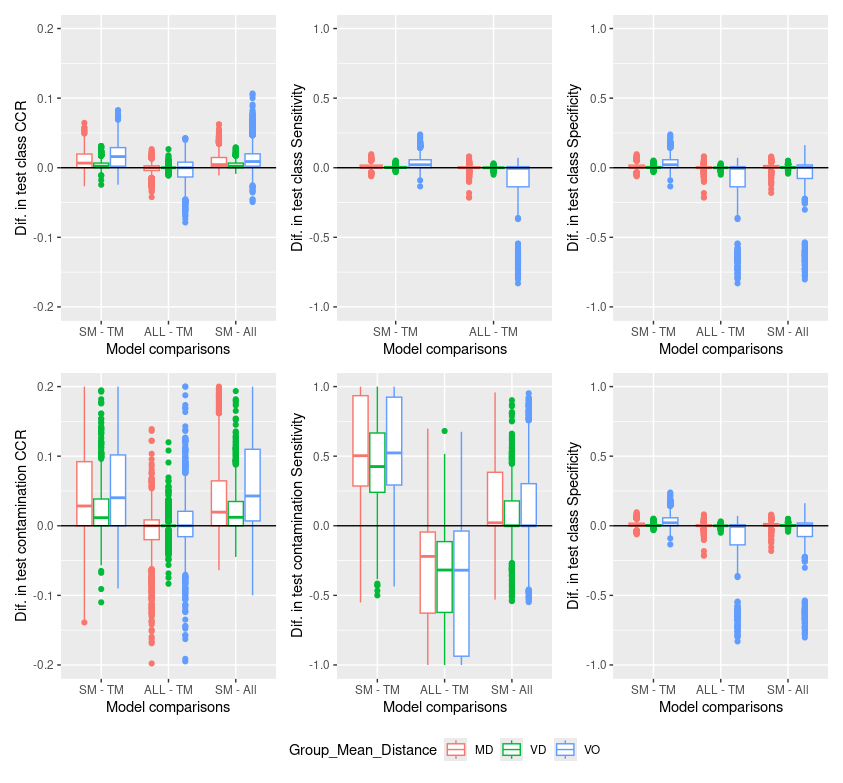 Dif. in test class CCR
0.2
0.1
0.0
-0.1
-0.2
SM - TM ALL - TM SM - All
Model comparisons
Dif. in test class Sensitivity
1.0
0.5
0.0
-0.5
-1.0
SM - TM ALL - TM
Model comparisons
Dif. in test class Specificity
1.0
0.5
0.0
-0.5
-1.0
SM - TM ALL - TM SM - All
Model comparisons
Dif. in test contamination CCR
0.2
0.1
0.0
-0.1
-0.2
SM - TM ALL - TM SM - All
Model comparisons
Dif. in test contamination Sensitivity
1.0
0.5
0.0
-0.5
-1.0
SM - TM ALL - TM SM - All
Model comparisons
Dif. in test class Specificity
1.0
0.5
0.0
-0.5
-1.0
SM - TM ALL - TM SM - All
Model comparisons
Group_Mean_Distance MD VD VO